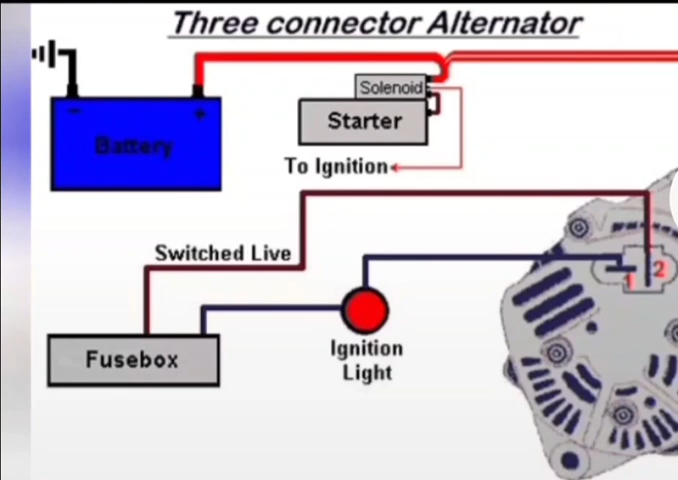 Three connector Alternator
Solenoid
Starter
- +
Battery
To Ignition
Switched Live
1 2
Ignition
Light
Fusebox